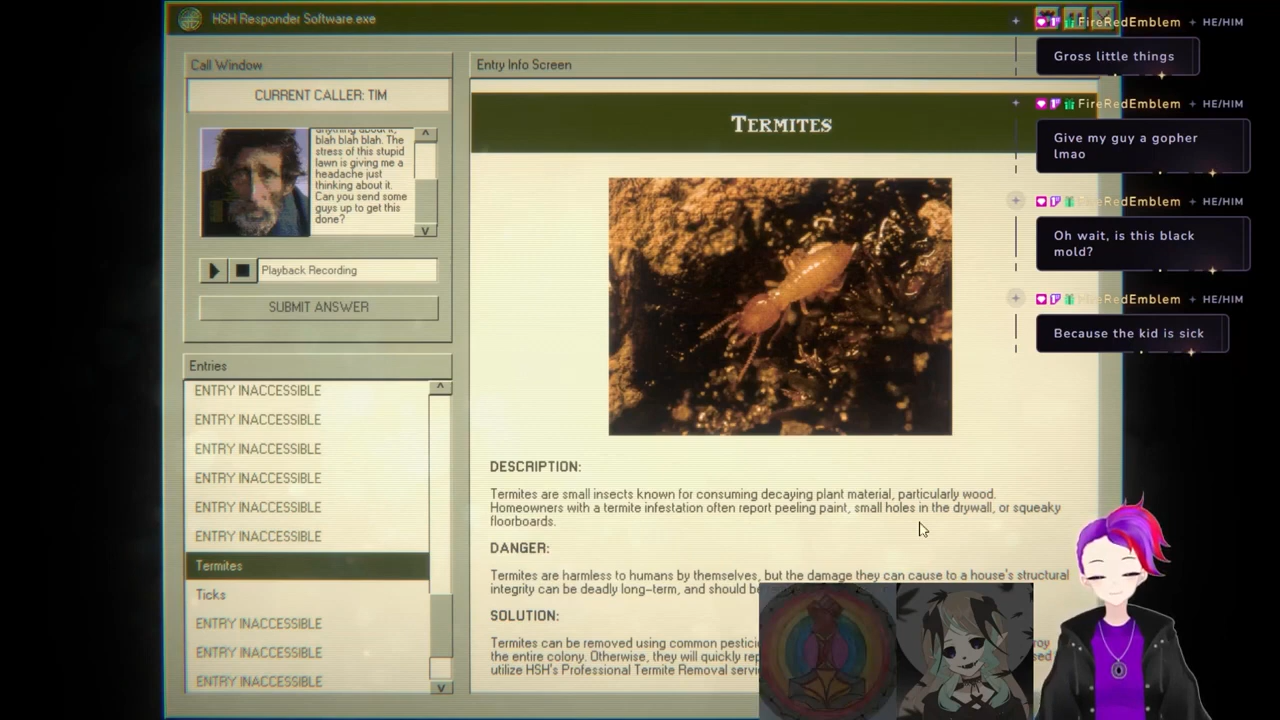 HSH Responder Software.exe
Call Window
CURRENT CALLER: TIM
anything about it,
blah blah blah. The
stress of this stupid
lawn is giving me a
headache just
thinking about it.
Can you send some
guys up to get this
done?
Playback Recording
SUBMIT ANSWER
Entries
ENTRY INACCESSIBLE
ENTRY INACCESSIBLE
ENTRY INACCESSIBLE
ENTRY INACCESSIBLE
ENTRY INACCESSIBLE
ENTRY INACCESSIBLE
Termites
Ticks
ENTRY INACCESSIBLE
ENTRY INACCESSIBLE
ENTRY INACCESSIBLE
Entry Info Screen
TERMITES
DESCRIPTION:
Termites are small insects known for consuming decaying plant material, particularly wood.
Homeowners with a termite infestation often report peeling paint, small holes in the drywall, or squeaky
floorboards.
DANGER:
Termites are harmless to humans by themselves, but the damage they can cause to a house's structural
integrity can be deadly long-term, and should be
SOLUTION:
Termites can be removed using common
the entire colony. Otherwise, they will quickly
utilize HSH's Professional Termite Removal
FireRedEmblem + HE/HIM
Gross little things
FireRedEmblem + HE/HIM
Give my guy a gopher
lmao
FireRedEmblem + HE/HIM
Oh wait, is this black
mold?
FireRedEmblem + HE/HIM
Because the kid is sick